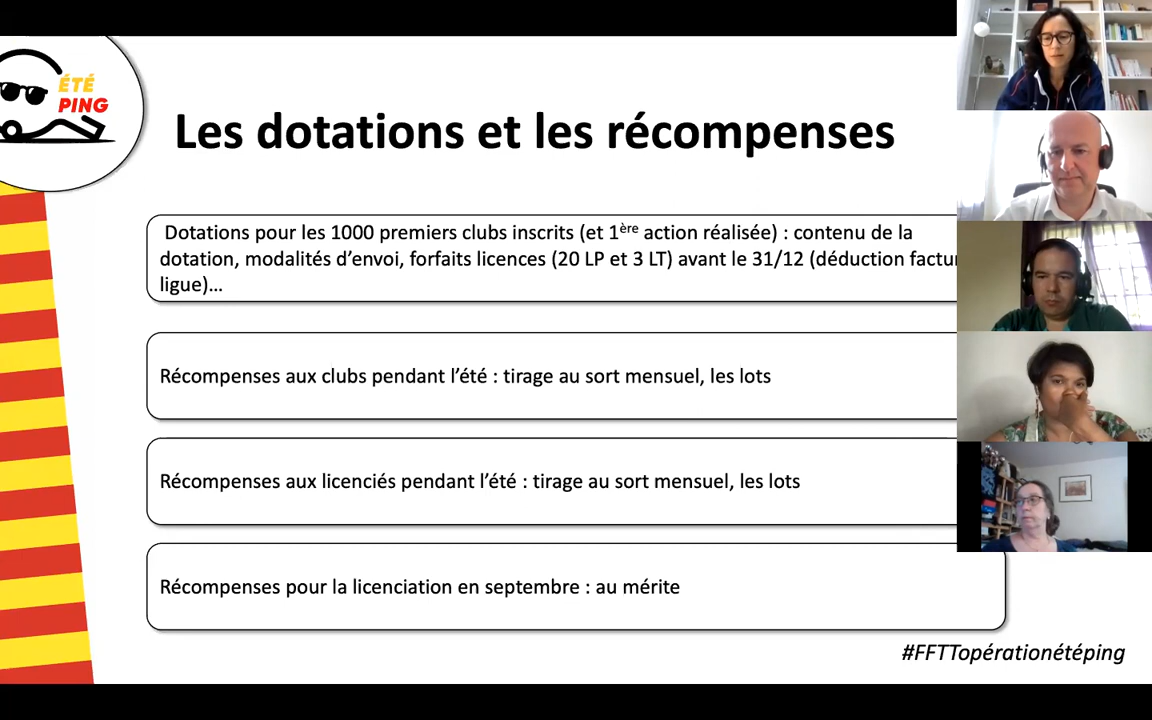 ÉTÉ
PING
Les dotations et les récompenses
Dotations pour les 1000 premiers clubs inscrits (et 1ère action réalisée) : contenu de la
dotation, modalités d’envoi, forfaits licences (20 LP et 3 LT) avant le 31/12 (déduction
ligue)…
Récompenses aux clubs pendant l’été : tirage au sort mensuel, les lots
Récompenses aux licenciés pendant l’été : tirage au sort mensuel, les lots
Récompenses pour la licenciation en septembre : au mérite
#FFTTopérationétéping